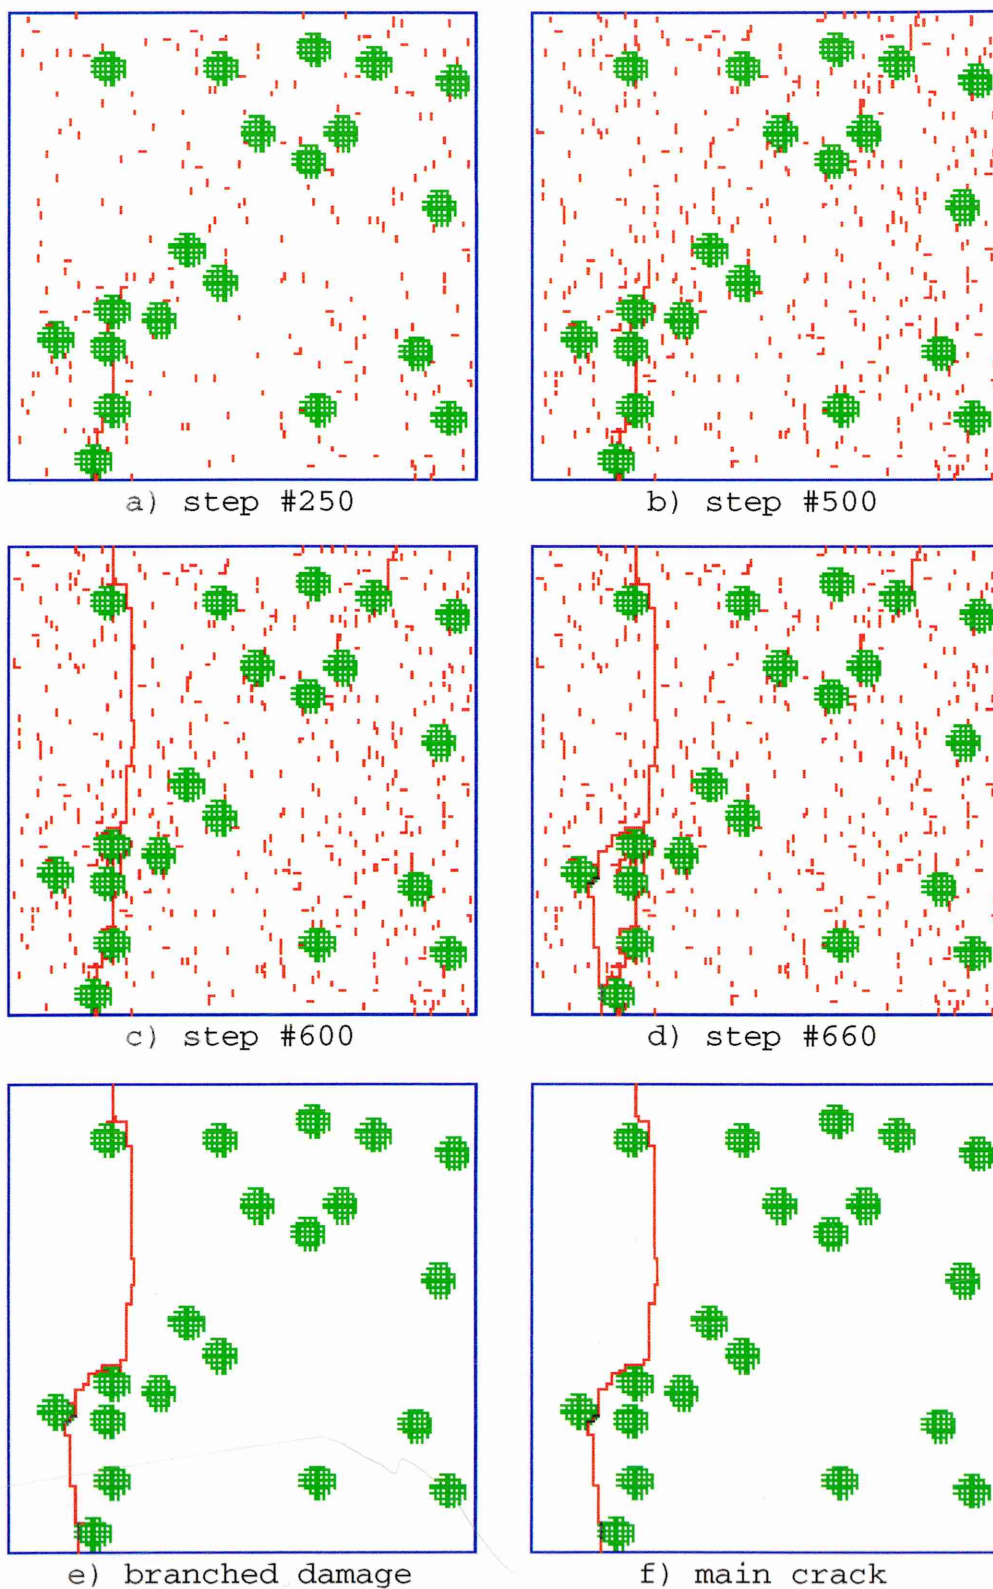 a) step #250
b) step #500
c) step #600
d) step #660
e) branched damage
f) main crack